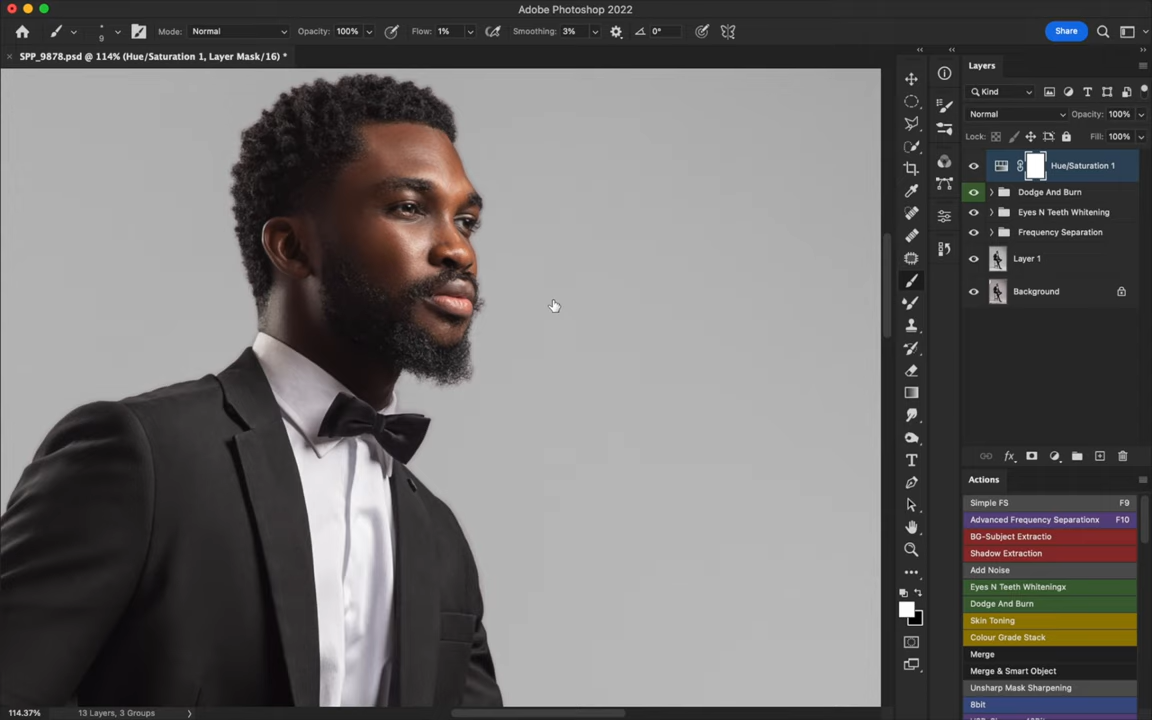 Adobe Photoshop 2022
9 Mode: Normal Opacity: 100% Flow: 1% Smoothing: 3% 0° Share
SPP_9878.psd @ 114% (Hue/Saturation 1, Layer Mask/16) *
Layers
Kind
Normal Opacity: 100%
Lock: Fill: 100%
Hue/Saturation 1
Dodge And Burn
Eyes N Teeth Whitening
Frequency Separation
Layer 1
Background
fx
Actions
Simple FS F9
Advanced Frequency Separationx F10
BG-Subject Extractio
Shadow Extraction
Add Noise
Eyes N Teeth Whiteningx
Dodge And Burn
Skin Toning
Colour Grade Stack
Merge
Merge & Smart Object
Unsharp Mask Sharpening
8bit
114.37% 13 Layers, 3 Groups